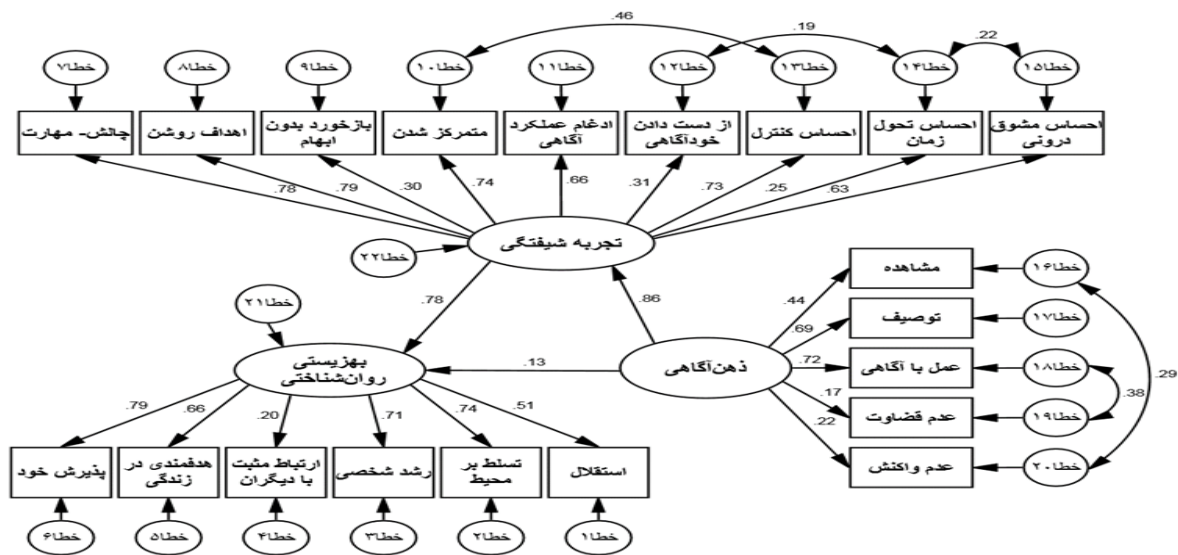 .46
.19
.22
خطا۷
خطا۸
خطا۹
خطا۱۰
خطا۱۱
خطا۱۲
خطا۱۳
خطا۱۴
خطا۱۵
چالش- مهارت
اهداف روشن
بازخورد بدون
ابهام
متمرکز شدن
ادغام عملکرد
آگاهی
از دست دادن
خودآگاهی
احساس کنترل
احساس تحول
زمان
احساس مشوق
درونی
.78
.79
.30
.74
.66
.31
.73
.25
.63
تجربه شیفتگی
خطا۲۲
خطا۲۱
.78
.86
.13
بهزیستی
روان‌شناختی
ذهن‌آگاهی
.44
.69
.72
.17
.22
مشاهده
توصیف
عمل با آگاهی
عدم قضاوت
عدم واکنش
خطا۱۶
خطا۱۷
خطا۱۸
خطا۱۹
خطا۲۰
.38
.29
.79
.66
.20
.71
.74
.51
پذیرش خود
هدفمندی در
زندگی
ارتباط مثبت
با دیگران
رشد شخصی
تسلط بر
محیط
استقلال
خطا۶
خطا۵
خطا۴
خطا۳
خطا۲
خطا۱